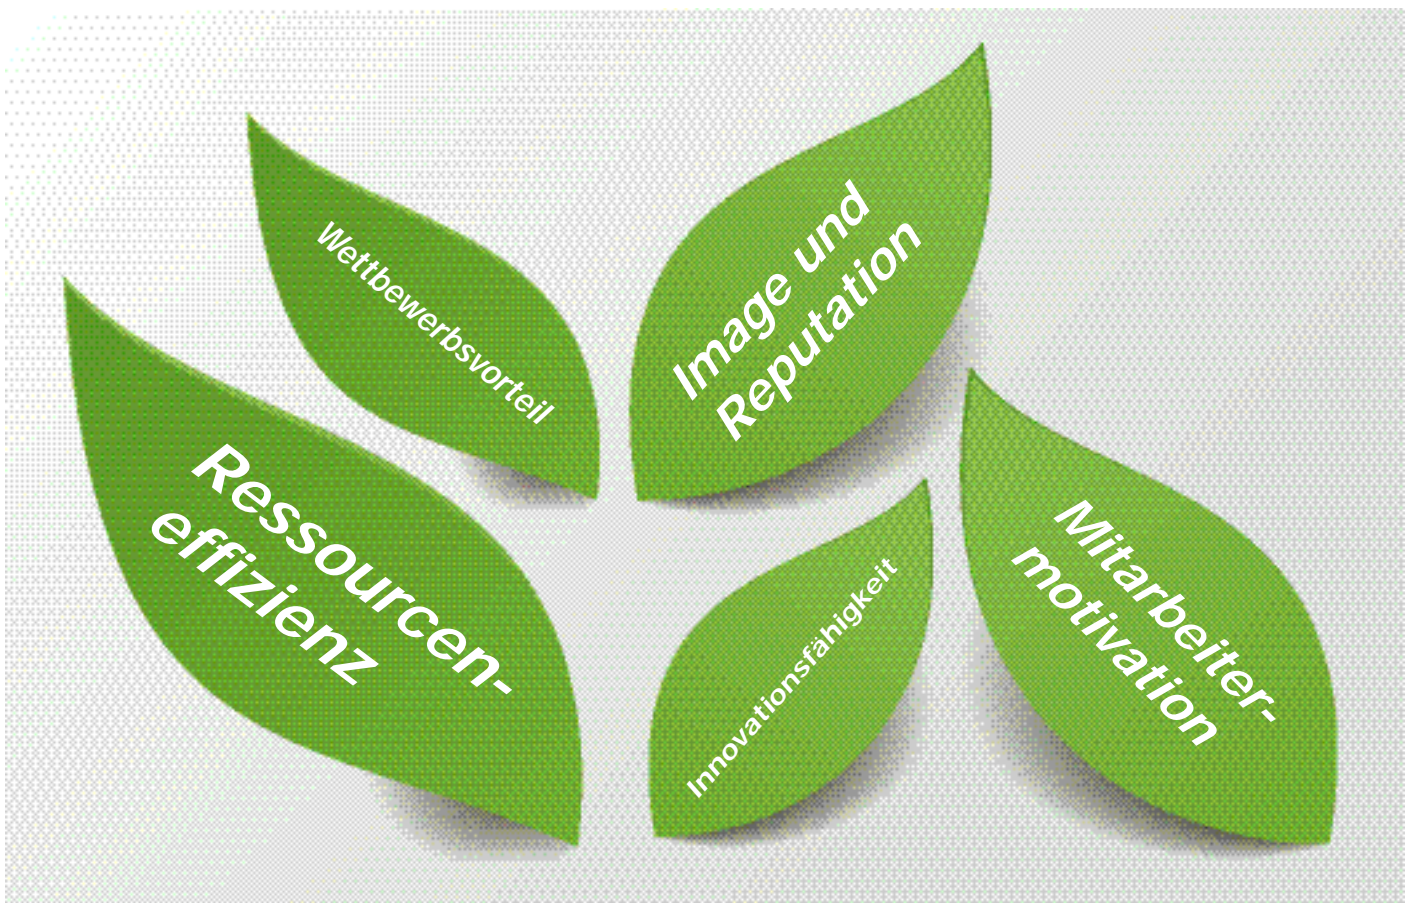 Wettbewerbsvorteil
Image und
Reputation
Ressourcen-
effizienz
Innovationsfähigkeit
Mitarbeiter-
motivation